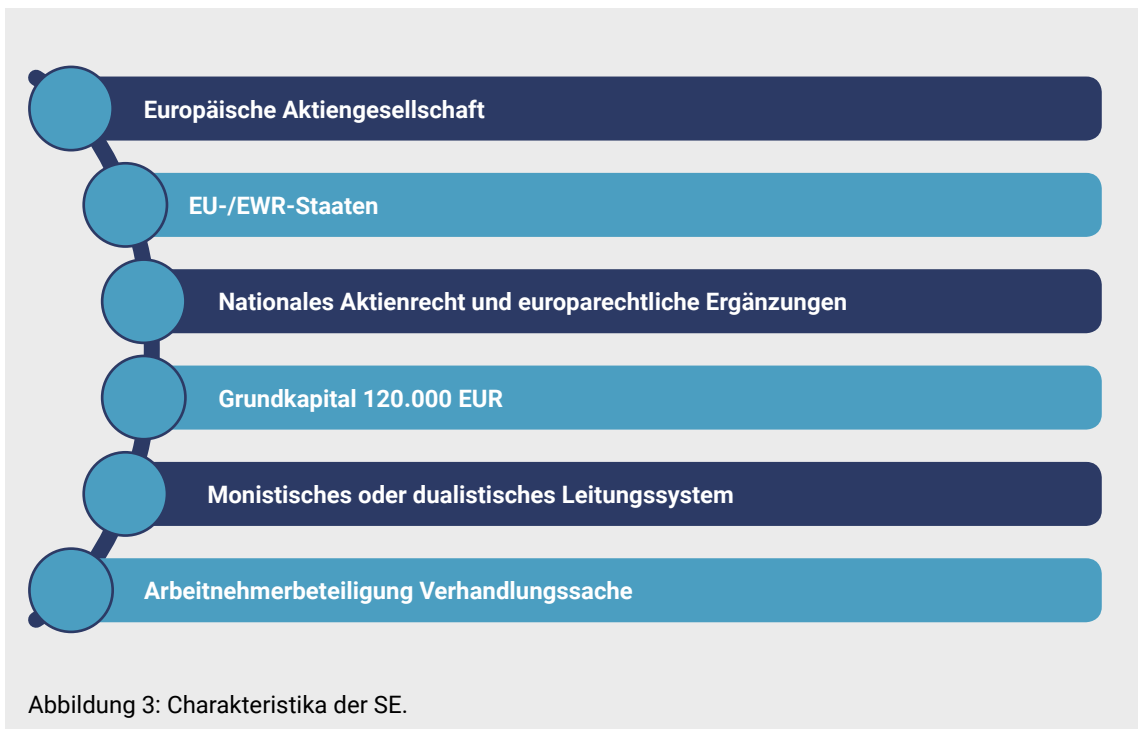 Europäische Aktiengesellschaft
EU-/EWR-Staaten
Nationales Aktienrecht und europarechtliche Ergänzungen
Grundkapital 120.000 EUR
Monistisches oder dualistisches Leitungssystem
Arbeitnehmerbeteiligung Verhandlungssache
Abbildung 3: Charakteristika der SE.